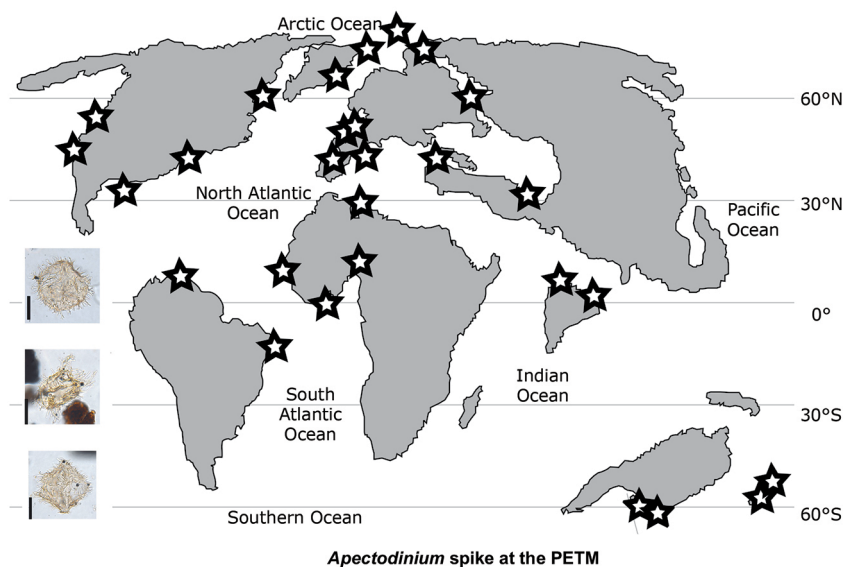 Arctic Ocean
60°N
North Atlantic
Ocean
30°N
Pacific
Ocean
0°
Indian
Ocean
South
Atlantic
Ocean
30°S
Southern Ocean
60°S
Apectodinium spike at the PETM